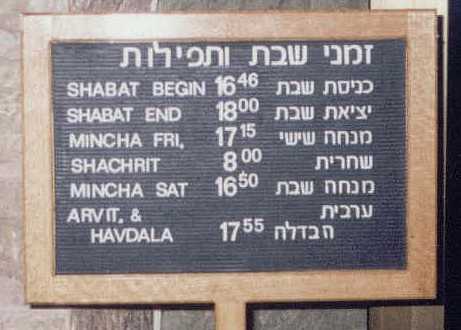 זמני שבת ותפילות
SHABAT BEGIN 16 46 כניסת שבת
SHABAT END 18 00 יציאת שבת
MINCHA FRI, 17 15 מנחה שישי
SHACHRIT 8 00 שחרית
MINCHA SAT 16 50 מנחה שבת
ARVIT, & ערבית
HAVDALA 17 55 הבדלה